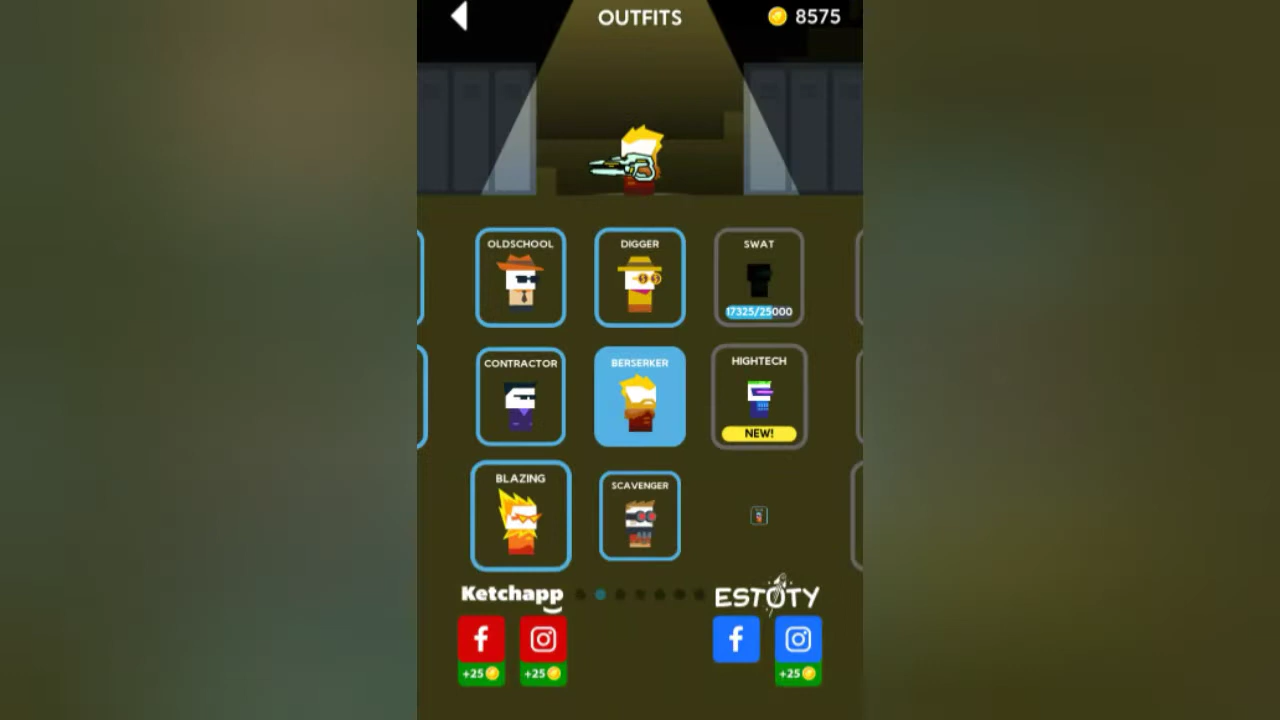 OUTFITS
8575
OLDSCHOOL
DIGGER
SWAT
17325/25000
CONTRACTOR
BERSERKER
HIGHTECH
NEW!
BLAZING
SCAVENGER
Ketchapp
ESTOTY
+25
+25
+25